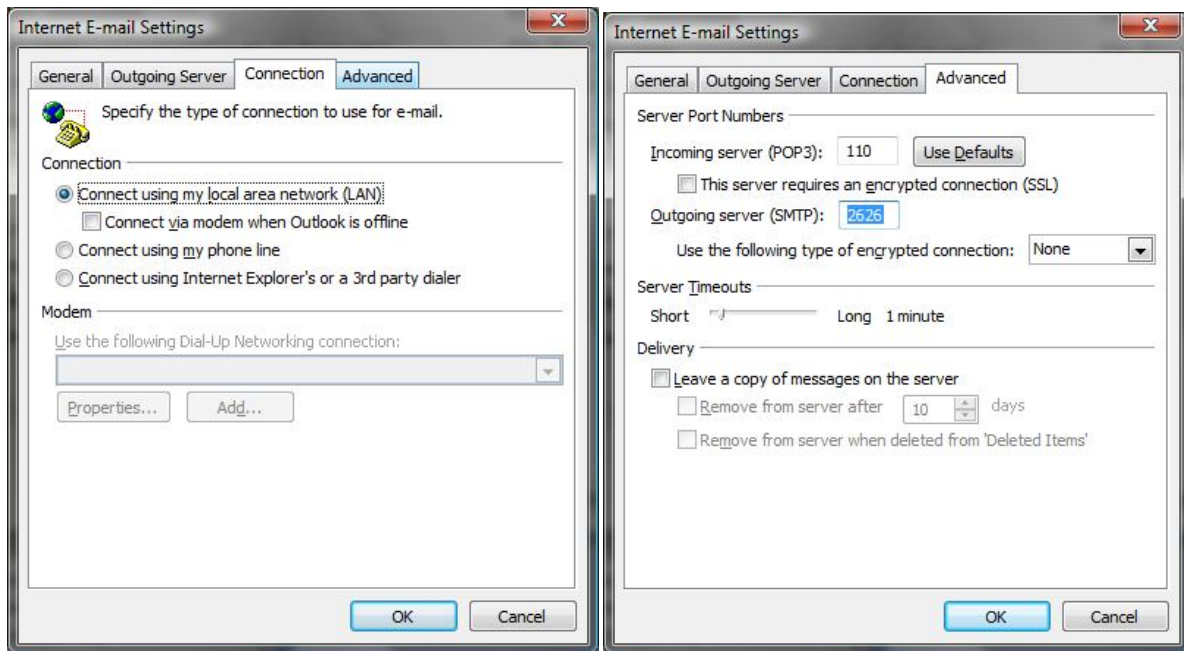 Internet E-mail Settings
General Outgoing Server Connection Advanced
Specify the type of connection to use for e-mail.
Connection
Connect using my local area network (LAN)
Connect via modem when Outlook is offline
Connect using my phone line
Connect using Internet Explorer's or a 3rd party dialer
Modem
Use the following Dial-Up Networking connection:
Properties... Add...
OK Cancel
Internet E-mail Settings
General Outgoing Server Connection Advanced
Server Port Numbers
Incoming server (POP3): 110 Use Defaults
This server requires an encrypted connection (SSL)
Outgoing server (SMTP): 2626
Use the following type of encrypted connection: None
Server Timeouts
Short Long 1 minute
Delivery
Leave a copy of messages on the server
Remove from server after 10 days
Remove from server when deleted from 'Deleted Items'
OK Cancel